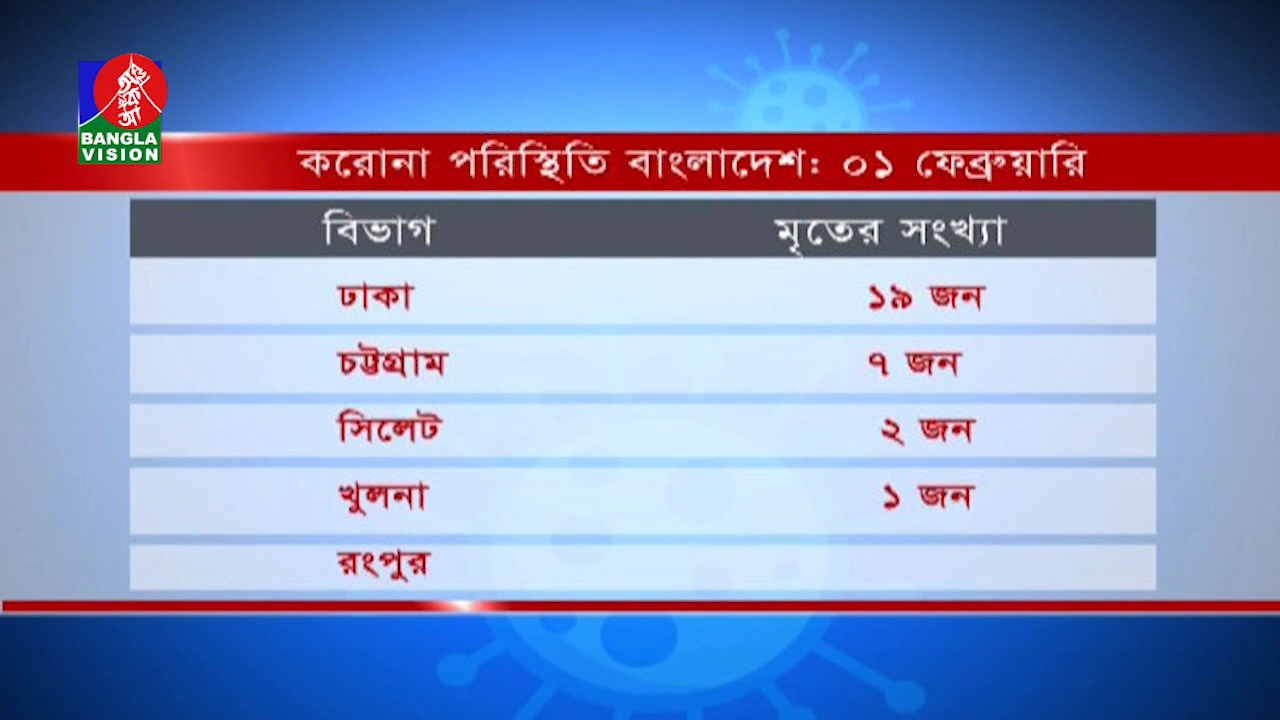 BANGLA
VISION
করোনা পরিস্থিতি বাংলাদেশ: ০১ ফেব্রুয়ারি
বিভাগ মৃতের সংখ্যা
ঢাকা ১৯ জন
চট্টগ্রাম ৭ জন
সিলেট ২ জন
খুলনা ১ জন
রংপুর